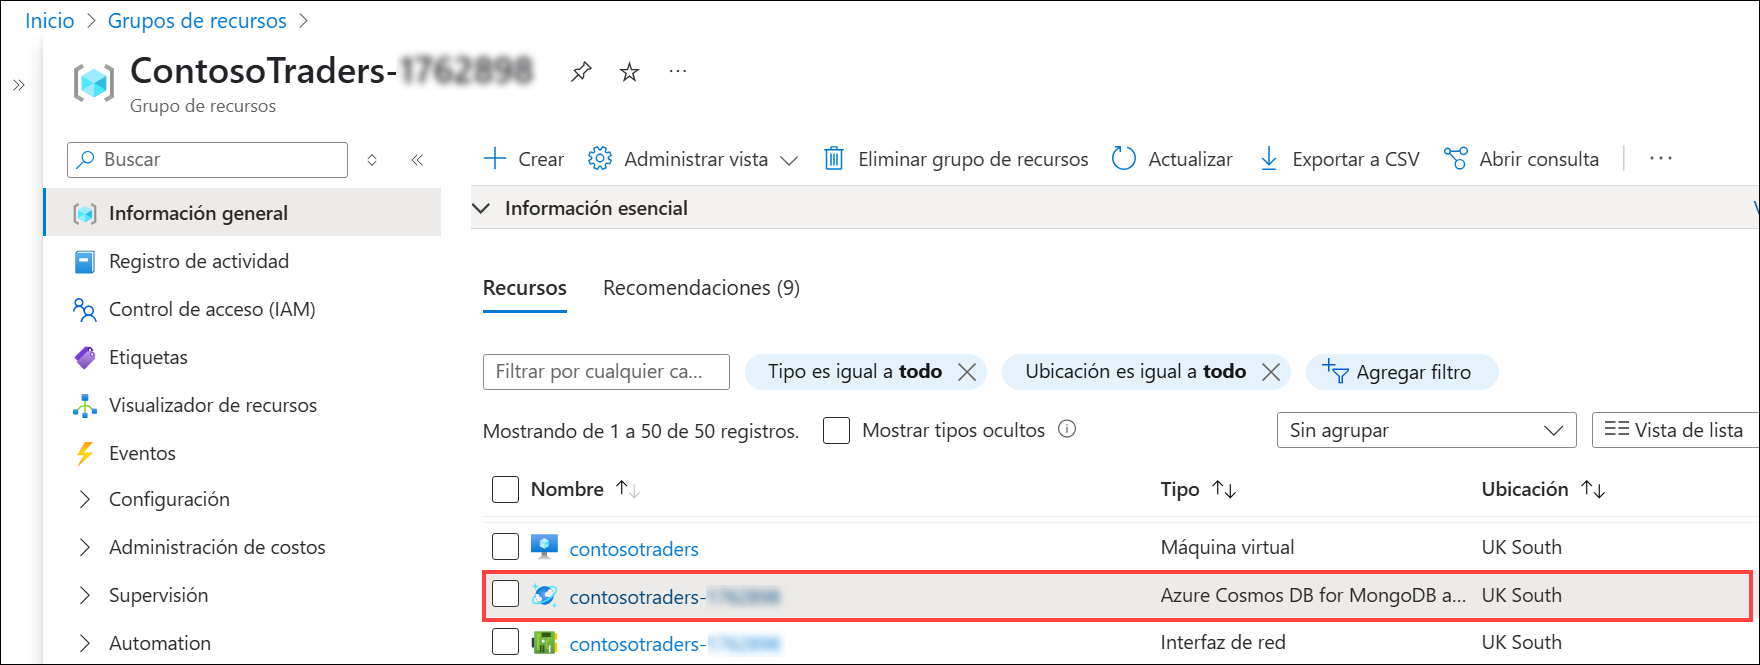 Inicio > Grupos de recursos >
ContosoTraders-
Grupo de recursos
Buscar
Crear Administrar vista Eliminar grupo de recursos Actualizar Exportar a CSV Abrir consulta
Información general
Información esencial
Registro de actividad
Control de acceso (IAM)
Etiquetas
Visualizador de recursos
Eventos
Configuración
Administración de costos
Supervisión
Automation
Recursos Recomendaciones (9)
Filtrar por cualquier ca... Tipo es igual a todo Ubicación es igual a todo Agregar filtro
Mostrando de 1 a 50 de 50 registros. Mostrar tipos ocultos Sin agrupar Vista de lista
Nombre Tipo Ubicación
contosotraders Máquina virtual UK South
contosotraders- Azure Cosmos DB for MongoDB a... UK South
contosotraders- Interfaz de red UK South